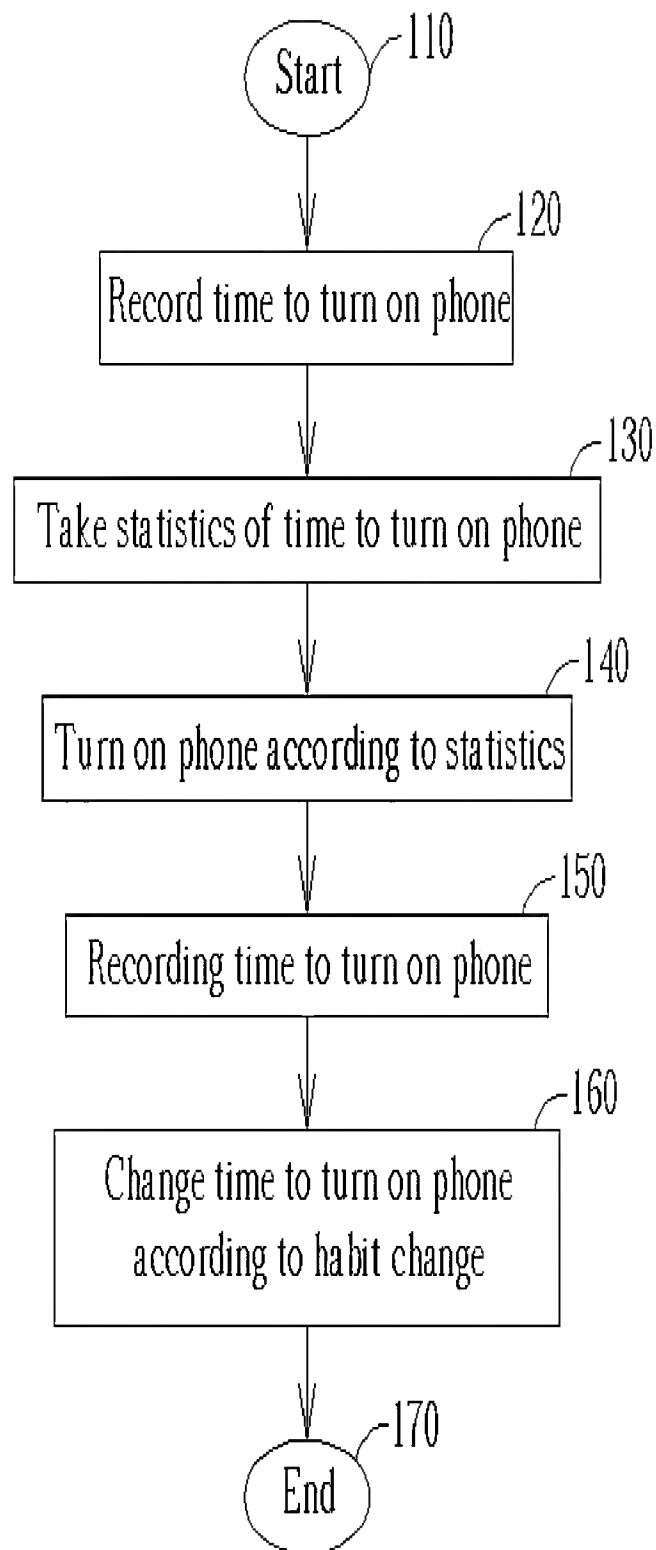 110
Start
120
Record time to turn on phone
130
Take statistics of time to turn on phone
140
Turn on phone according to statistics
150
Recording time to turn on phone
160
Change time to turn on phone
according to habit change
170
End